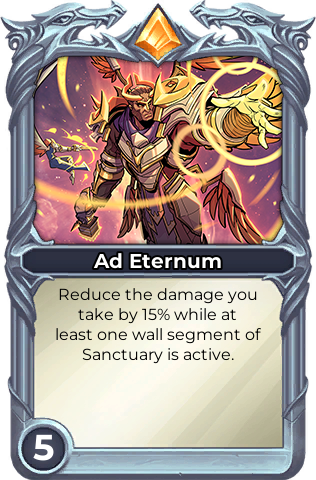 Ad Eternum
Reduce the damage you
take by 15% while at
least one wall segment of
Sanctuary is active.
5